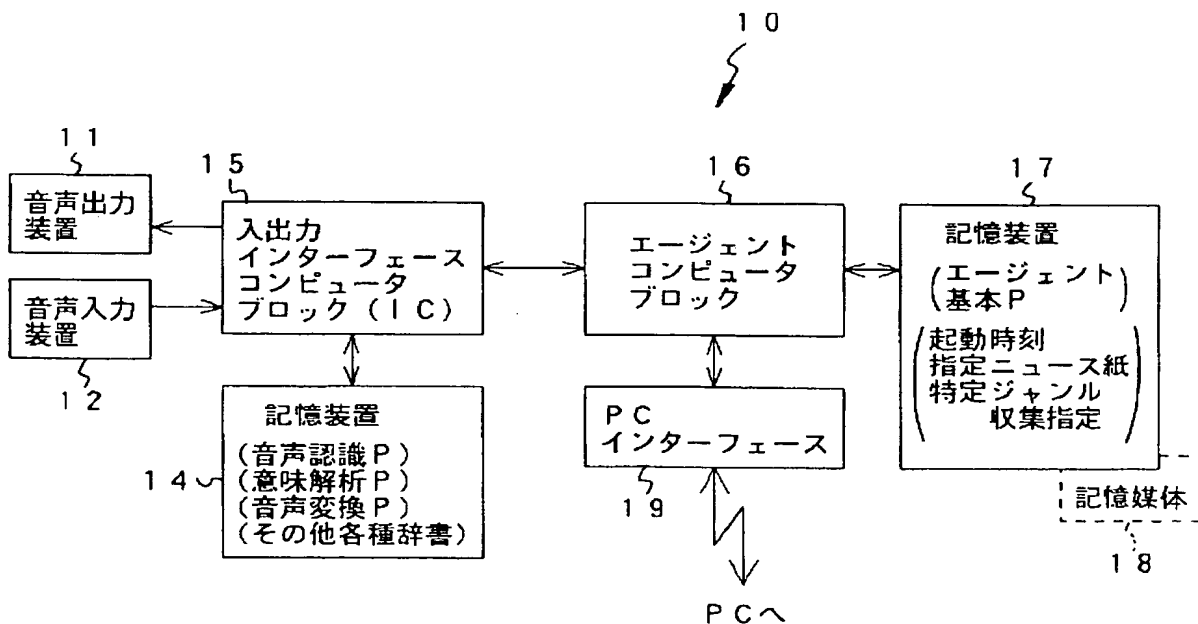 10
11
音声出力
装置
音声入力
装置
12
15
入出力
インターフェース
コンピュータ
ブロック(IC)
14
記憶装置
(音声認識P)
(意味解析P)
(音声変換P)
(その他各種辞書)
16
エージェント
コンピュータ
ブロック
PC
インターフェース
19
PCへ
17
記憶装置
(エージェント
基本P)
(起動時刻
指定ニュース紙
特定ジャンル
収集指定)
記憶媒体
18